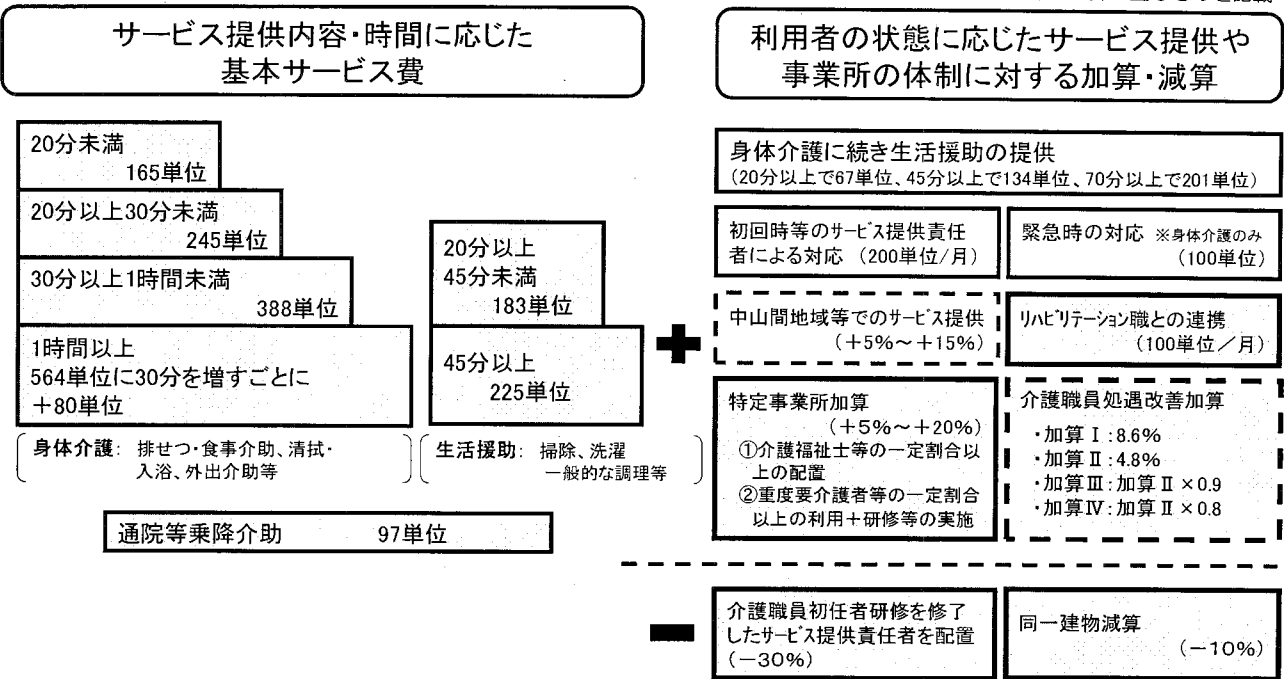 サービス提供内容・時間に応じた
基本サービス費
利用者の状態に応じたサービス提供や
事業所の体制に対する加算・減算
20分未満
165単位
20分以上30分未満
245単位
30分以上1時間未満
388単位
1時間以上
564単位に30分を増すごとに
+80単位
身体介護: 排せつ・食事介助、清拭・
入浴、外出介助等
20分以上
45分未満
183単位
45分以上
225単位
生活援助: 掃除、洗濯
一般的な調理等
通院等乗降介助 97単位
身体介護に続き生活援助の提供
(20分以上で67単位、45分以上で134単位、70分以上で201単位)
初回時等のサービス提供責任
者による対応 (200単位/月)
緊急時の対応 ※身体介護のみ
(100単位)
中山間地域等でのサービス提供
(+5%~+15%)
リハビリテーション職との連携
(100単位/月)
特定事業所加算
(+5%~+20%)
①介護福祉士等の一定割合以
上の配置
②重度要介護者等の一定割合
以上の利用+研修等の実施
介護職員処遇改善加算
・加算Ⅰ:8.6%
・加算Ⅱ:4.8%
・加算Ⅲ:加算Ⅱ×0.9
・加算Ⅳ:加算Ⅱ×0.8
介護職員初任者研修を修了
したサービス提供責任者を配置
(-30%)
同一建物減算
(-10%)